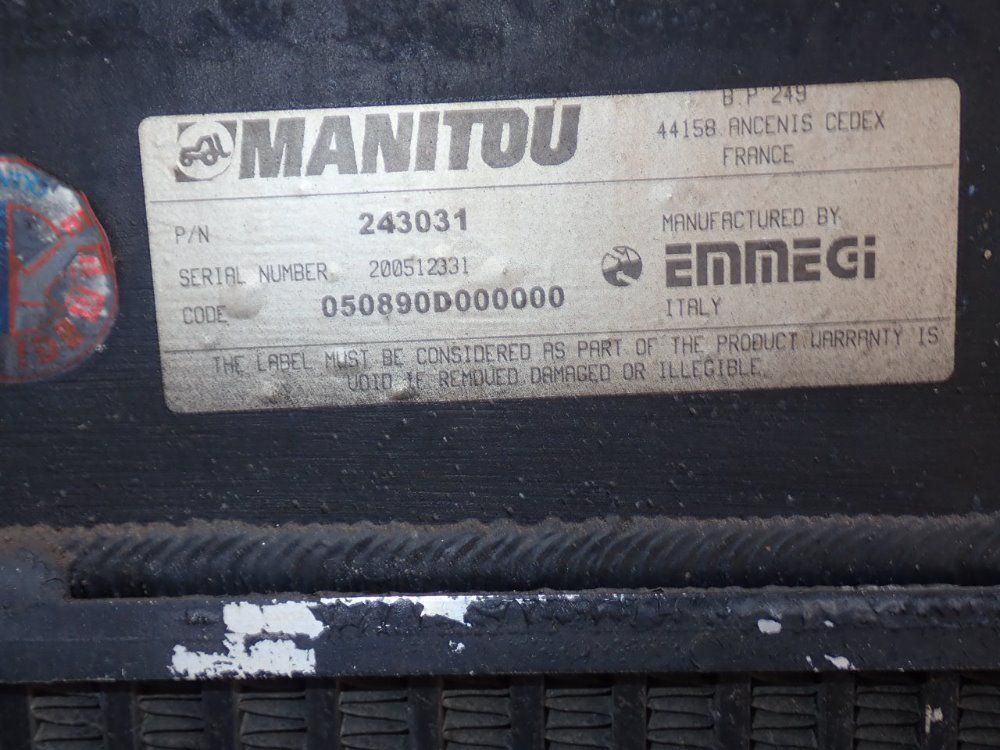 MANITOU
B.P 249
44158 ANCENIS CEDEX
FRANCE
P/N 243031
SERIAL NUMBER 200512331
CODE 050890D000000
MANUFACTURED BY
EMMEGI
ITALY
THE LABEL MUST BE CONSIDERED AS PART OF THE PRODUCT WARRANTY IS
VOID IF REMOVED DAMAGED OR ILLEGIBLE